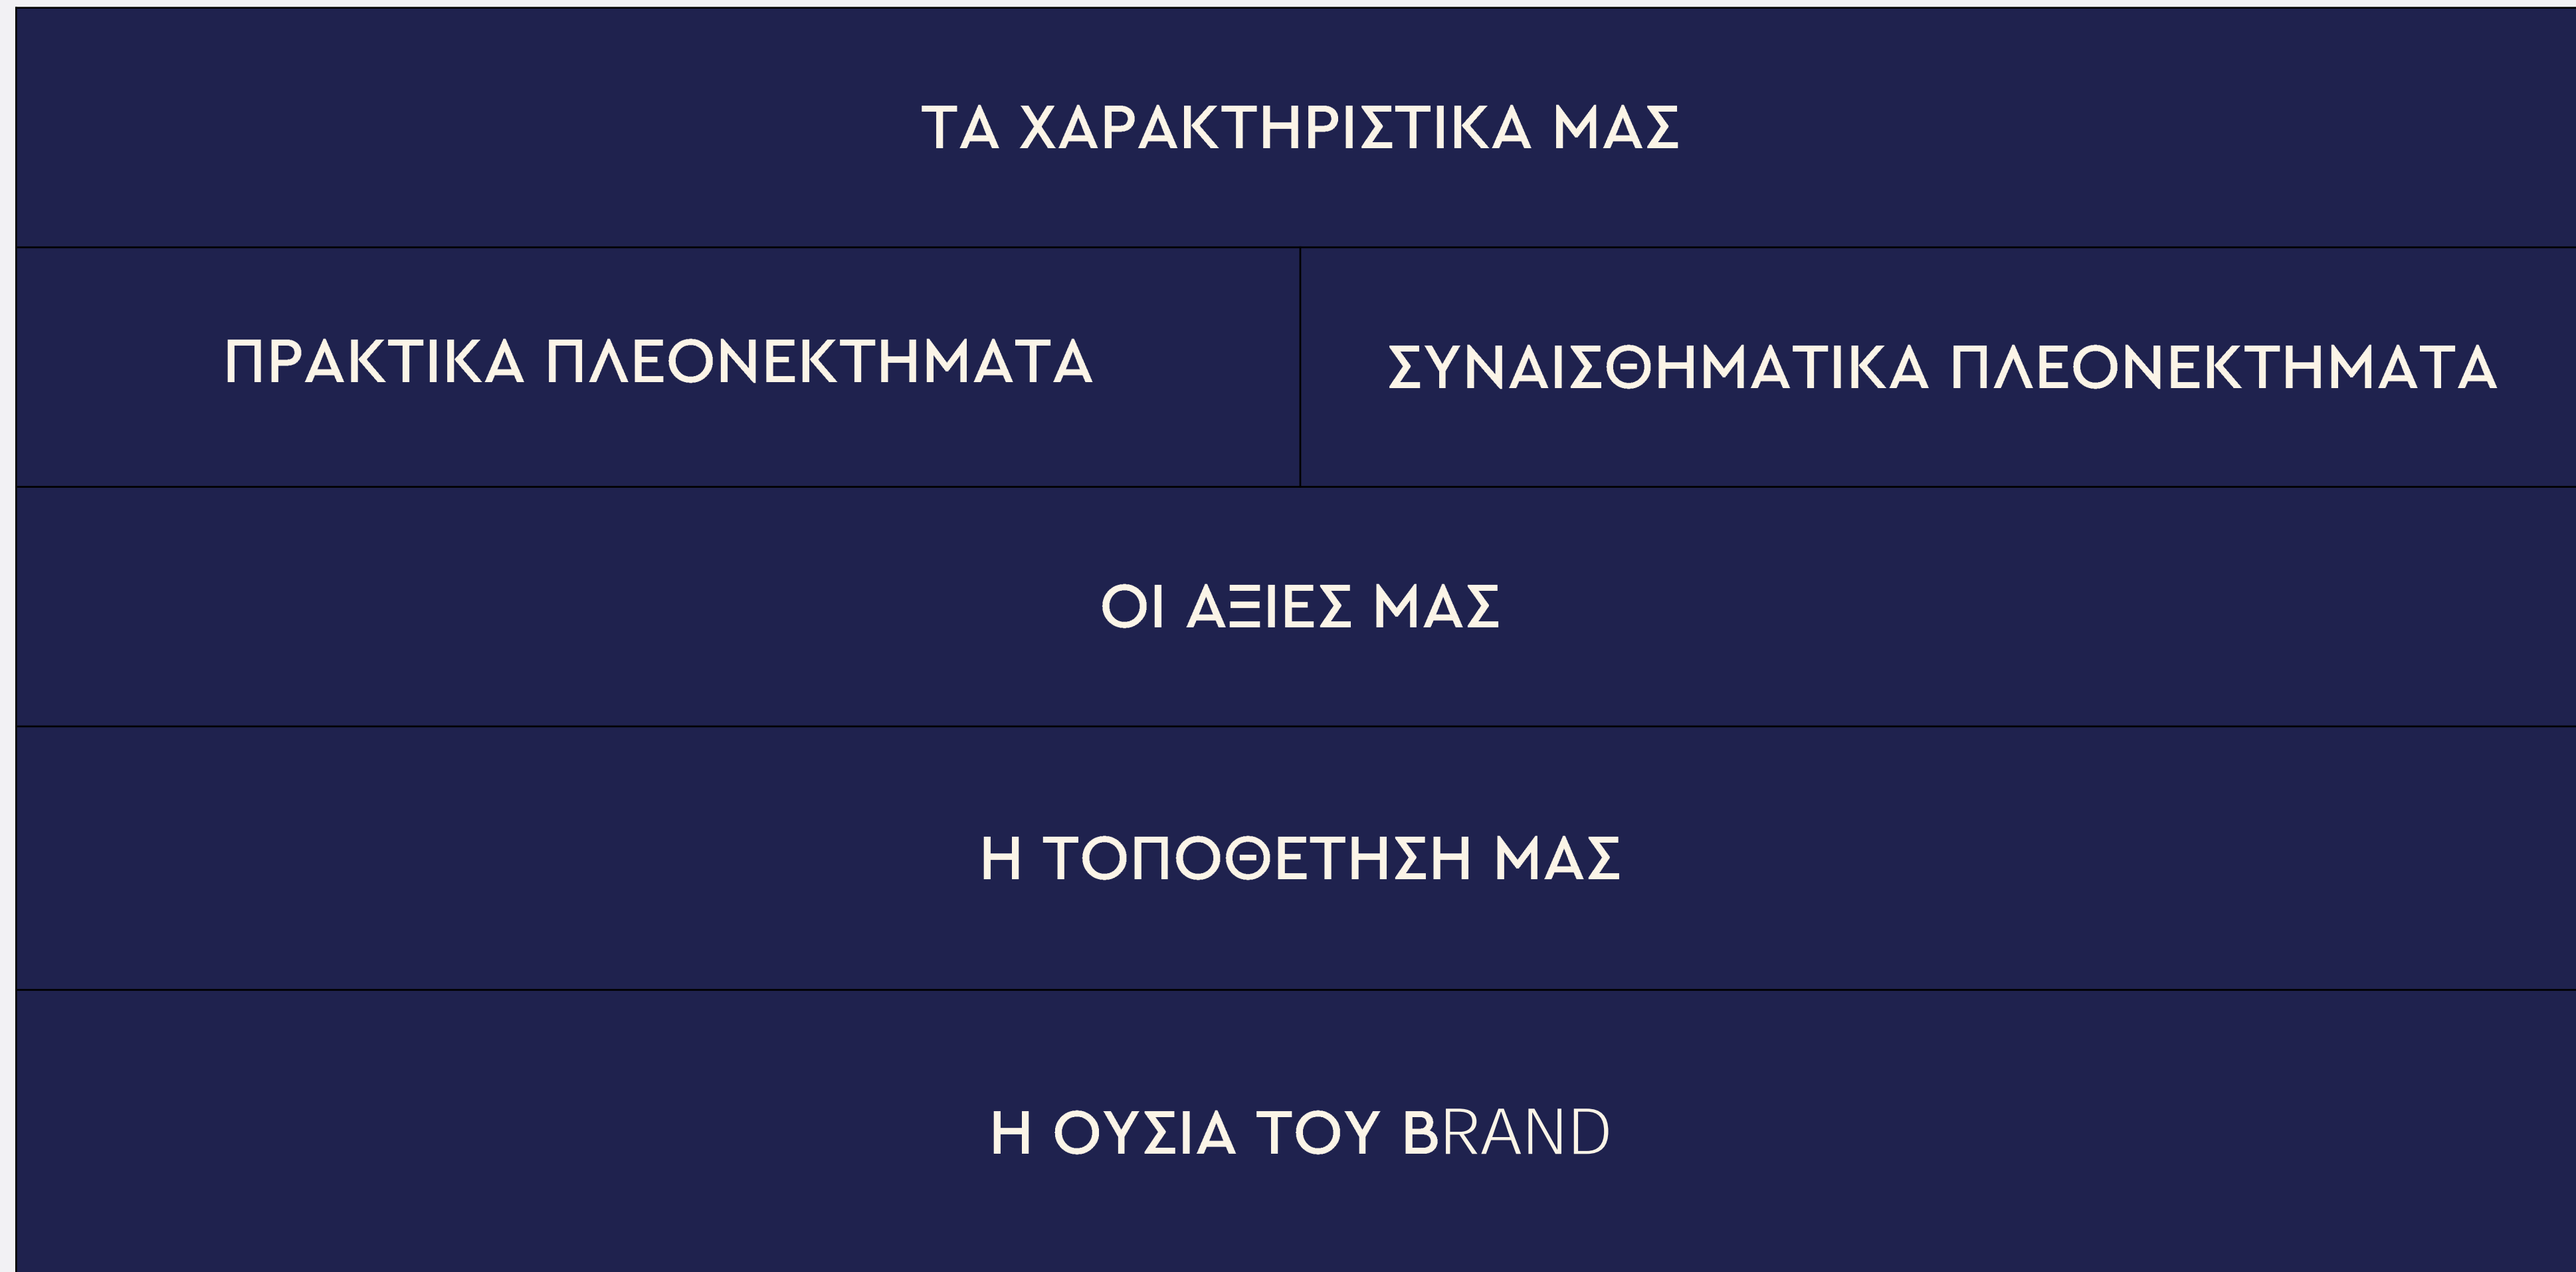 ΤΑ ΧΑΡΑΚΤΗΡΙΣΤΙΚΑ ΜΑΣ
ΠΡΑΚΤΙΚΑ ΠΛΕΟΝΕΚΤΗΜΑΤΑ
ΣΥΝΑΙΣΘΗΜΑΤΙΚΑ ΠΛΕΟΝΕΚΤΗΜΑΤΑ
ΟΙ ΑΞΙΕΣ ΜΑΣ
Η ΤΟΠΟΘΕΤΗΣΗ ΜΑΣ
Η ΟΥΣΙΑ ΤΟΥ BRAND